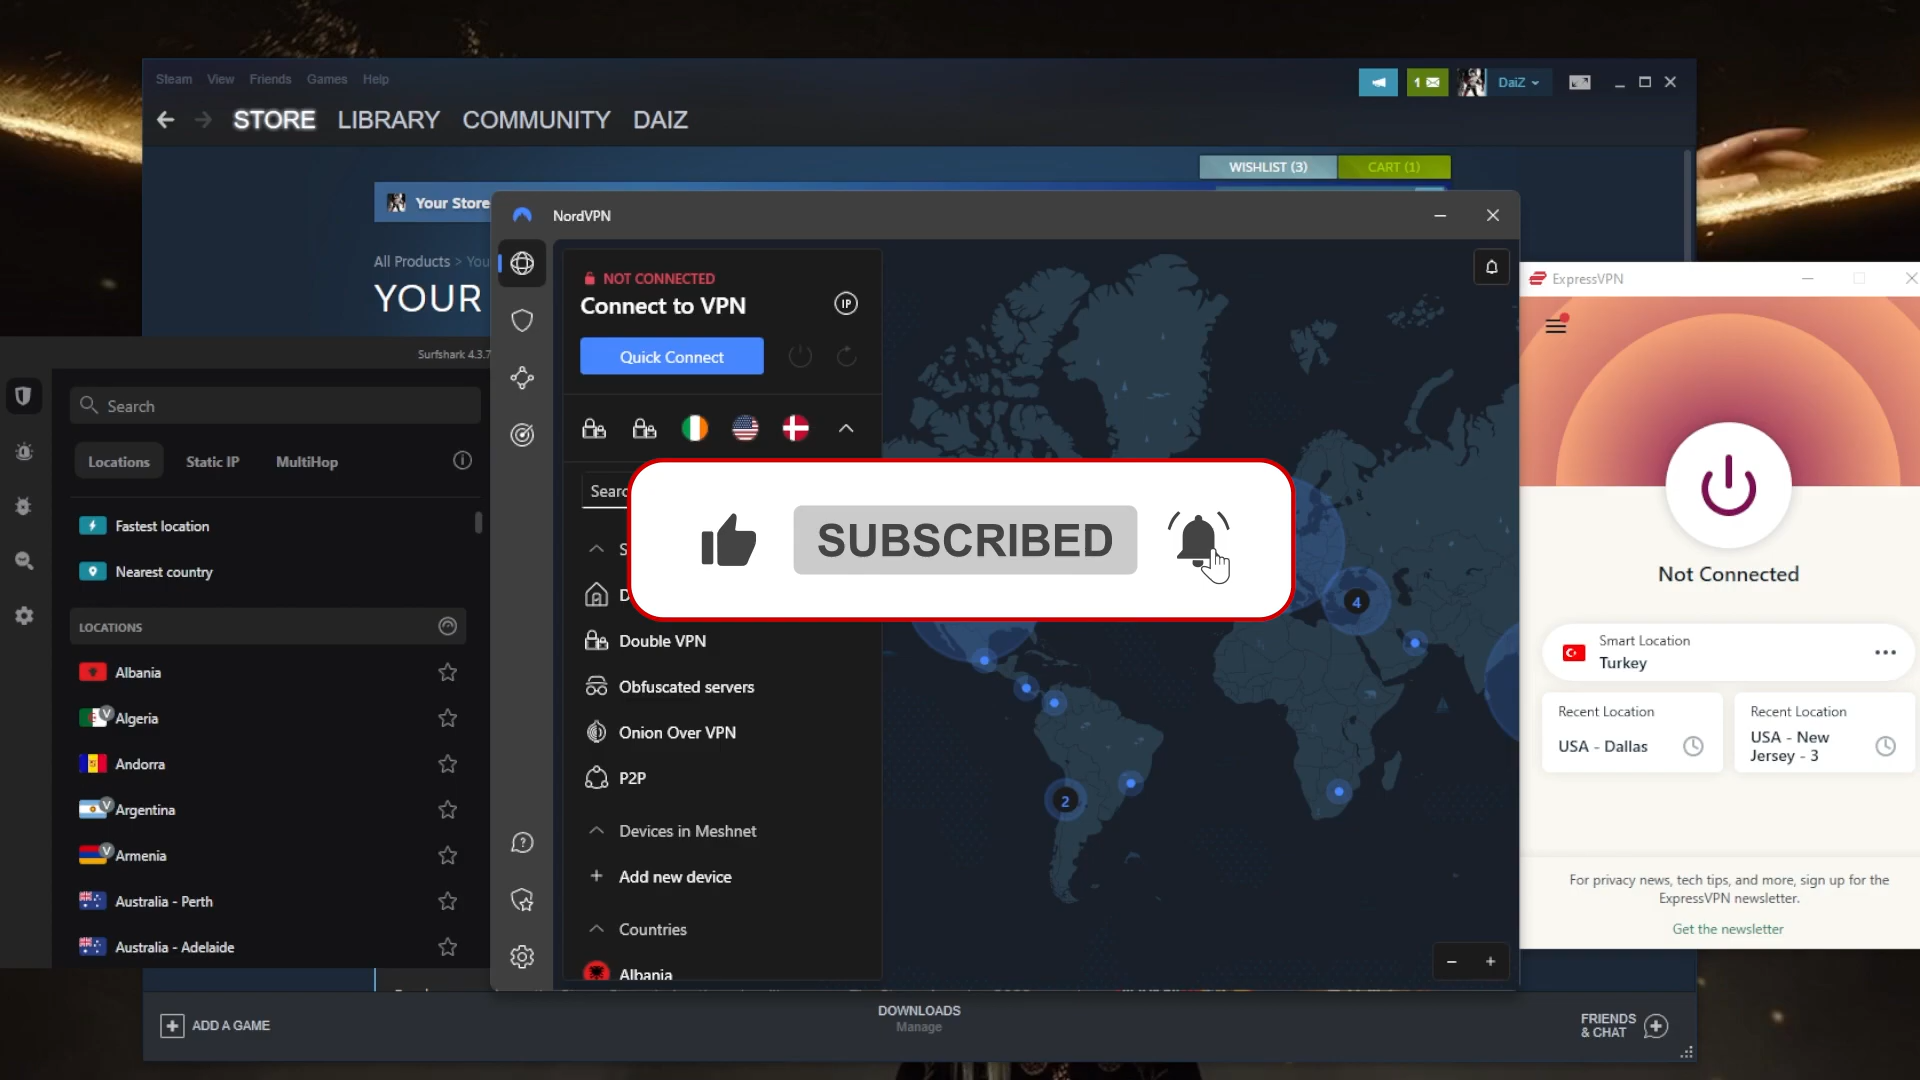 Steam View Friends Games Help
1
DaiZ
STORE LIBRARY COMMUNITY DAIZ
WISHLIST (3)
CART (1)
Your Store
All Products > You
YOUR
Surfshark 4.3.7
Search
Locations Static IP MultiHop
Fastest location
Nearest country
LOCATIONS
Albania
V
Algeria
Andorra
V
Argentina
V
Armenia
Australia - Perth
Australia - Adelaide
NordVPN
NOT CONNECTED
Connect to VPN
IP
Quick Connect
Searc
S
D
Double VPN
Obfuscated servers
Onion Over VPN
P2P
Devices in Meshnet
+ Add new device
Countries
Albania
4
2
- +
SUBSCRIBED
ExpressVPN
Not Connected
Smart Location
Turkey
Recent Location
USA - Dallas
Recent Location
USA - New
Jersey - 3
For privacy news, tech tips, and more, sign up for the
ExpressVPN newsletter.
Get the newsletter
ADD A GAME
DOWNLOADS
Manage
FRIENDS
& CHAT